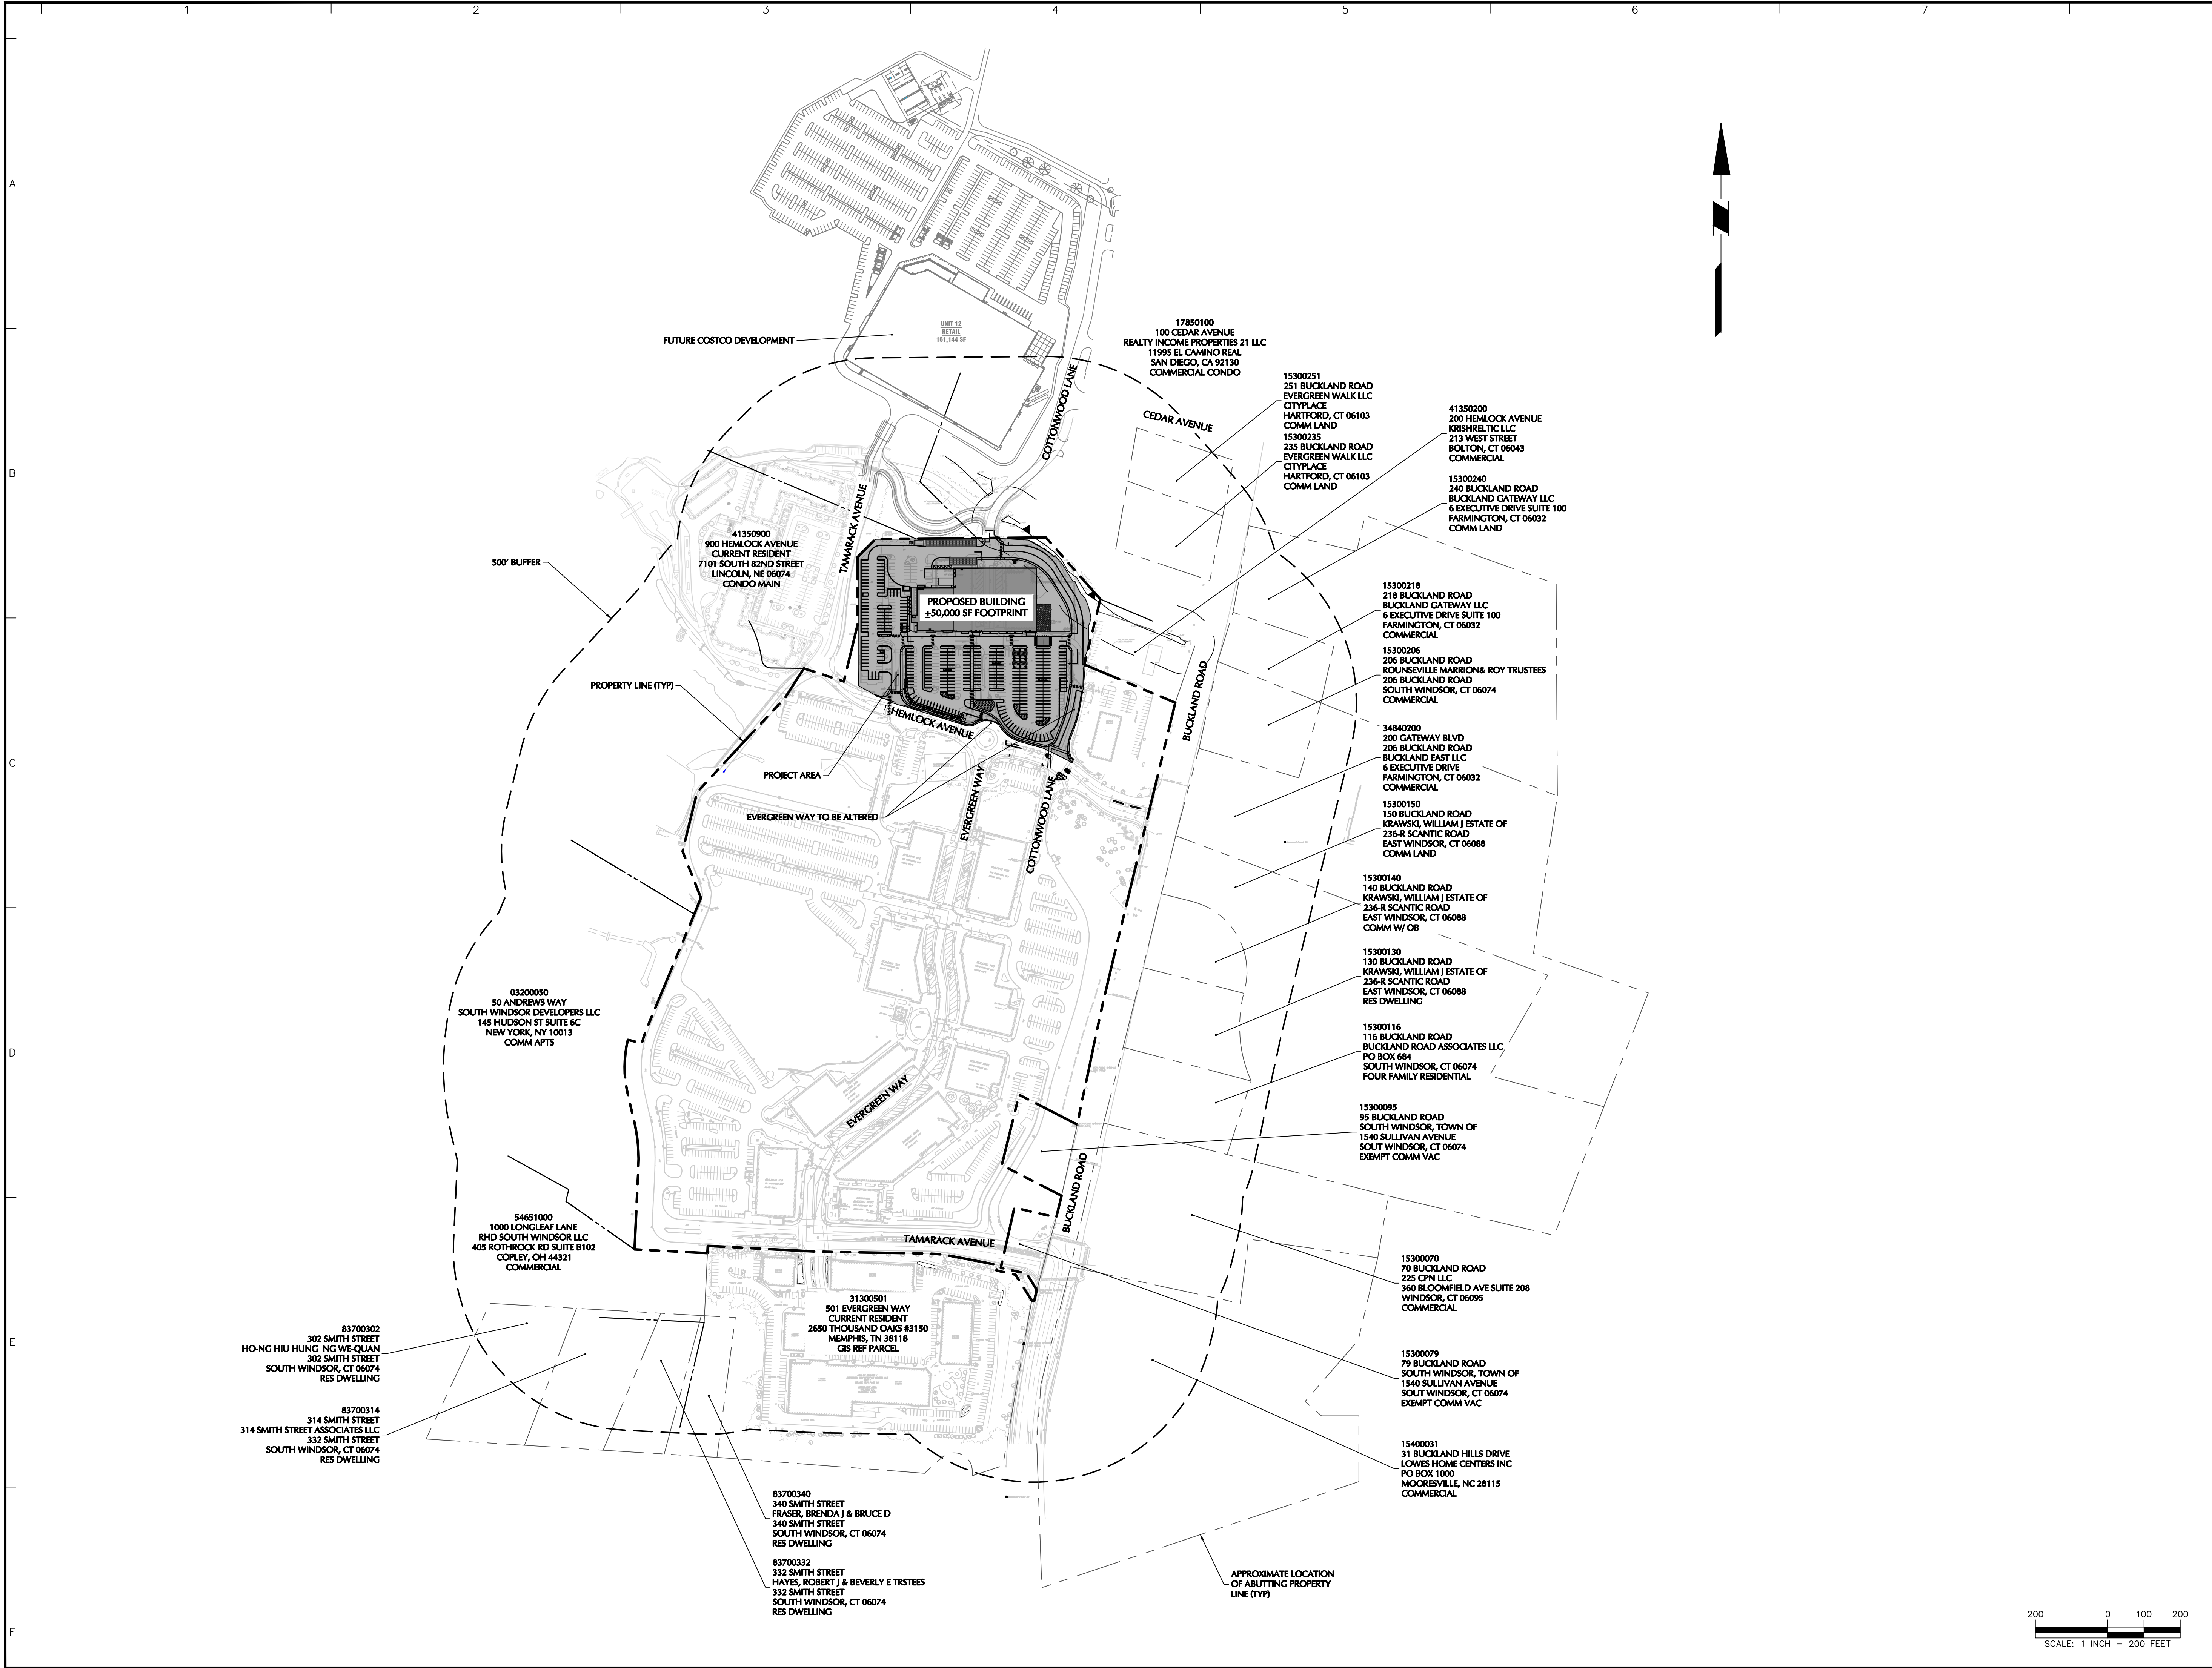 1 2 3 4 5 6 7
A
B
C
D
E
F
UNIT 12
RETAIL
161,144 SF
FUTURE COSTCO DEVELOPMENT
17850100
100 CEDAR AVENUE
REALTY INCOME PROPERTIES 21 LLC
11995 EL CAMINO REAL
SAN DIEGO, CA 92130
COMMERCIAL CONDO
COTTONWOOD LANE
CEDAR AVENUE
15300251
251 BUCKLAND ROAD
EVERGREEN WALK LLC
CITYPLACE
HARTFORD, CT 06103
COMM LAND
15300235
235 BUCKLAND ROAD
EVERGREEN WALK LLC
CITYPLACE
HARTFORD, CT 06103
COMM LAND
41350200
200 HEMLOCK AVENUE
KRISHRELTIC LLC
213 WEST STREET
BOLTON, CT 06043
COMMERCIAL
15300240
240 BUCKLAND ROAD
BUCKLAND GATEWAY LLC
6 EXECUTIVE DRIVE SUITE 100
FARMINGTON, CT 06032
COMM LAND
TAMARACK AVENUE
41350900
900 HEMLOCK AVENUE
CURRENT RESIDENT
7101 SOUTH 82ND STREET
LINCOLN, NE 06074
CONDO MAIN
500' BUFFER
PROPOSED BUILDING
±50,000 SF FOOTPRINT
15300218
218 BUCKLAND ROAD
BUCKLAND GATEWAY LLC
6 EXECUTIVE DRIVE SUITE 100
FARMINGTON, CT 06032
COMMERCIAL
15300206
206 BUCKLAND ROAD
ROUNSEVILLE MARRION& ROY TRUSTEES
206 BUCKLAND ROAD
SOUTH WINDSOR, CT 06074
COMMERCIAL
PROPERTY LINE (TYP)
BUCKLAND ROAD
HEMLOCK AVENUE
34840200
200 GATEWAY BLVD
206 BUCKLAND ROAD
BUCKLAND EAST LLC
6 EXECUTIVE DRIVE
FARMINGTON, CT 06032
COMMERCIAL
PROJECT AREA
EVERGREEN WAY TO BE ALTERED
EVERGREEN WAY
COTTONWOOD LANE
15300150
150 BUCKLAND ROAD
KRAWSKI, WILLIAM J ESTATE OF
236-R SCANTIC ROAD
EAST WINDSOR, CT 06088
COMM LAND
15300140
140 BUCKLAND ROAD
KRAWSKI, WILLIAM J ESTATE OF
236-R SCANTIC ROAD
EAST WINDSOR, CT 06088
COMM W/ OB
15300130
130 BUCKLAND ROAD
KRAWSKI, WILLIAM J ESTATE OF
236-R SCANTIC ROAD
EAST WINDSOR, CT 06088
RES DWELLING
03200050
50 ANDREWS WAY
SOUTH WINDSOR DEVELOPERS LLC
145 HUDSON ST SUITE 6C
NEW YORK, NY 10013
COMM APTS
15300116
116 BUCKLAND ROAD
BUCKLAND ROAD ASSOCIATES LLC
PO BOX 684
SOUTH WINDSOR, CT 06074
FOUR FAMILY RESIDENTIAL
EVERGREEN WAY
15300095
95 BUCKLAND ROAD
SOUTH WINDSOR, TOWN OF
1540 SULLIVAN AVENUE
SOUT WINDSOR, CT 06074
EXEMPT COMM VAC
BUCKLAND ROAD
54651000
1000 LONGLEAF LANE
RHD SOUTH WINDSOR LLC
405 ROTHROCK RD SUITE B102
COPLEY, OH 44321
COMMERCIAL
TAMARACK AVENUE
15300070
70 BUCKLAND ROAD
225 CPN LLC
360 BLOOMFIELD AVE SUITE 208
WINDSOR, CT 06095
COMMERCIAL
31300501
501 EVERGREEN WAY
CURRENT RESIDENT
2650 THOUSAND OAKS #3150
MEMPHIS, TN 38118
GIS REF PARCEL
83700302
302 SMITH STREET
HO-NG HIU HUNG NG WE-QUAN
302 SMITH STREET
SOUTH WINDSOR, CT 06074
RES DWELLING
15300079
79 BUCKLAND ROAD
SOUTH WINDSOR, TOWN OF
1540 SULLIVAN AVENUE
SOUT WINDSOR, CT 06074
EXEMPT COMM VAC
83700314
314 SMITH STREET
314 SMITH STREET ASSOCIATES LLC
332 SMITH STREET
SOUTH WINDSOR, CT 06074
RES DWELLING
15400031
31 BUCKLAND HILLS DRIVE
LOWES HOME CENTERS INC
PO BOX 1000
MOORESVILLE, NC 28115
COMMERCIAL
83700340
340 SMITH STREET
FRASER, BRENDA J & BRUCE D
340 SMITH STREET
SOUTH WINDSOR, CT 06074
RES DWELLING
83700332
332 SMITH STREET
HAYES, ROBERT J & BEVERLY E TRSTEES
332 SMITH STREET
SOUTH WINDSOR, CT 06074
RES DWELLING
APPROXIMATE LOCATION
OF ABUTTING PROPERTY
LINE (TYP)
200 0 100 200
SCALE: 1 INCH = 200 FEET